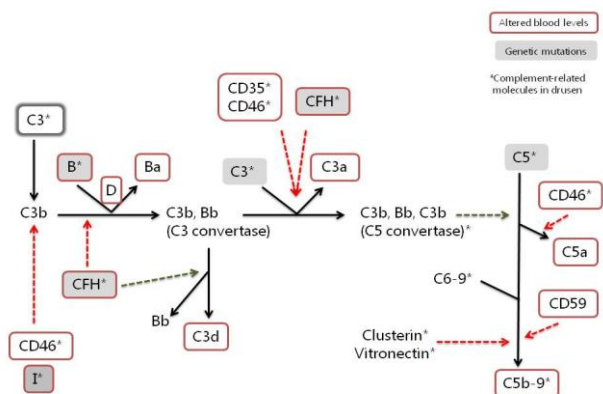 Altered blood levels
Genetic mutations
*Complement-related
molecules in drusen
CD35*
CD46*
CFH*
C3*
B*
D
Ba
C3*
C3a
C5*
CD46*
C5a
C3b
C3b, Bb
(C3 convertase)
C3b, Bb, C3b
(C5 convertase)*
CFH*
Bb
C3d
C6-9*
CD59
Clusterin*
Vitronectin*
CD46*
I*
C5b-9*